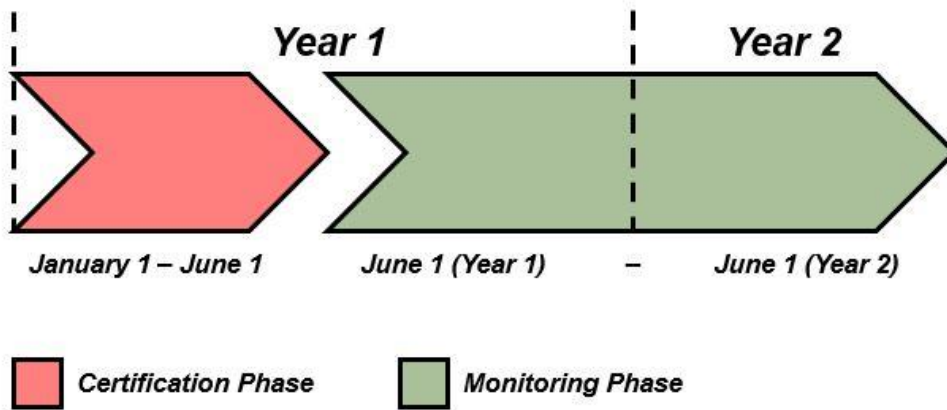 Year 1 Year 2
January 1 – June 1 June 1 (Year 1) – June 1 (Year 2)
Certification Phase Monitoring Phase